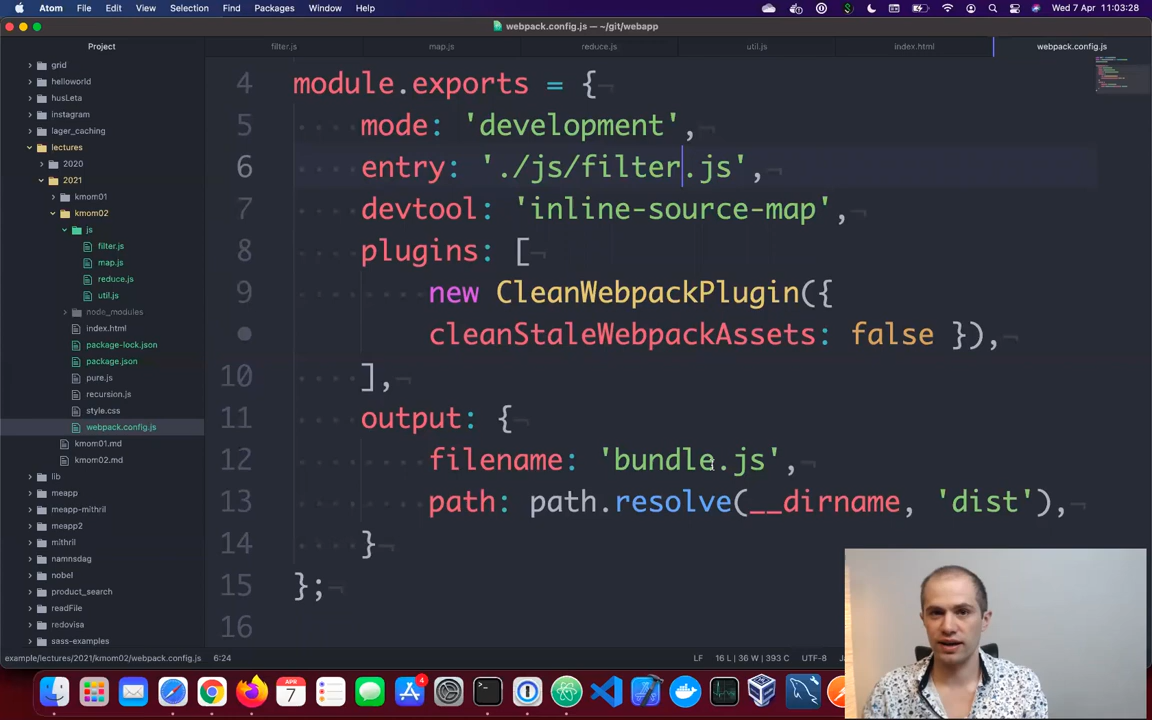 Atom File Edit View Selection Find Packages Window Help Wed 7 Apr 11:03:28
webpack.config.js — ~/git/webapp
Project filter.js map.js reduce.js util.js index.html webpack.config.js
grid
helloworld
husLeta
instagram
lager_caching
lectures
2020
2021
kmom01
kmom02
js
filter.js
map.js
reduce.js
util.js
node_modules
index.html
package-lock.json
package.json
pure.js
recursion.js
style.css
webpack.config.js
kmom01.md
kmom02.md
lib
meapp
meapp-mithril
meapp2
mithril
namnsdag
nobel
product_search
readFile
redovisa
sass-examples
4 module.exports = {
5 mode: 'development',
6 entry: './js/filter.js',
7 devtool: 'inline-source-map',
8 plugins: [
9 new CleanWebpackPlugin({
cleanStaleWebpackAssets: false }),
10 ],
11 output: {
12 filename: 'bundle.js',
13 path: path.resolve(__dirname, 'dist'),
14 }
15 };
16
example/lectures/2021/kmom02/webpack.config.js 6:24 LF 16 L | 36 W | 393 C UTF-8
APR
7
4